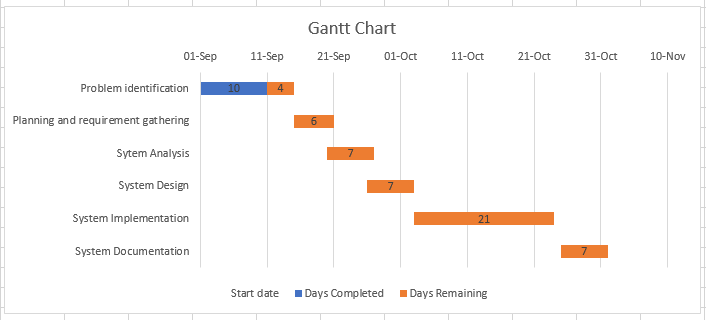 Gantt Chart
01-Sep 11-Sep 21-Sep 01-Oct 11-Oct 21-Oct 31-Oct 10-Nov
Problem identification 10 4
Planning and requirement gathering 6
Sytem Analysis 7
System Design 7
System Implementation 21
System Documentation 7
Start date Days Completed Days Remaining